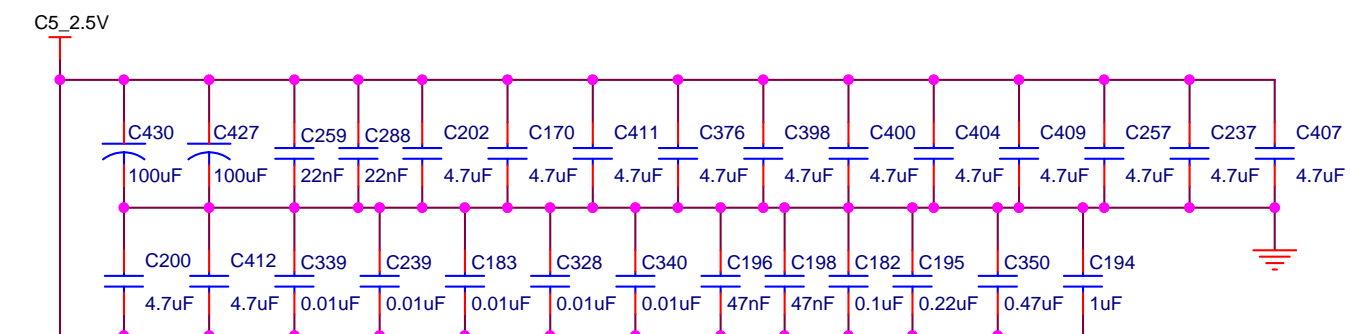 C5_2.5V
C430 C427 C259 C288 C202 C170 C411 C376 C398 C400 C404 C409 C257 C237 C407
100uF 100uF 22nF 22nF 4.7uF 4.7uF 4.7uF 4.7uF 4.7uF 4.7uF 4.7uF 4.7uF 4.7uF 4.7uF 4.7uF
C200 C412 C339 C239 C183 C328 C340 C196 C198 C182 C195 C350 C194
4.7uF 4.7uF 0.01uF 0.01uF 0.01uF 0.01uF 0.01uF 47nF 47nF 0.1uF 0.22uF 0.47uF 1uF